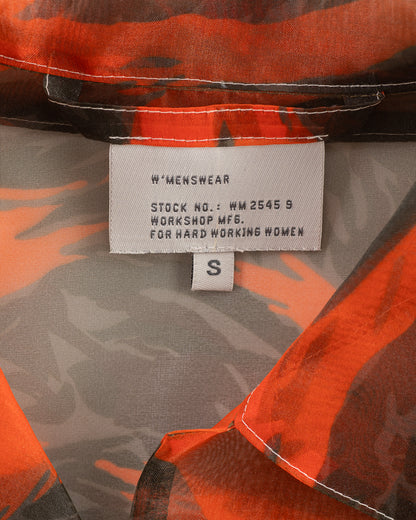 W'MENSWEAR
STOCK NO.: WM 2545 9
WORKSHOP MFG.
FOR HARD WORKING WOMEN
S